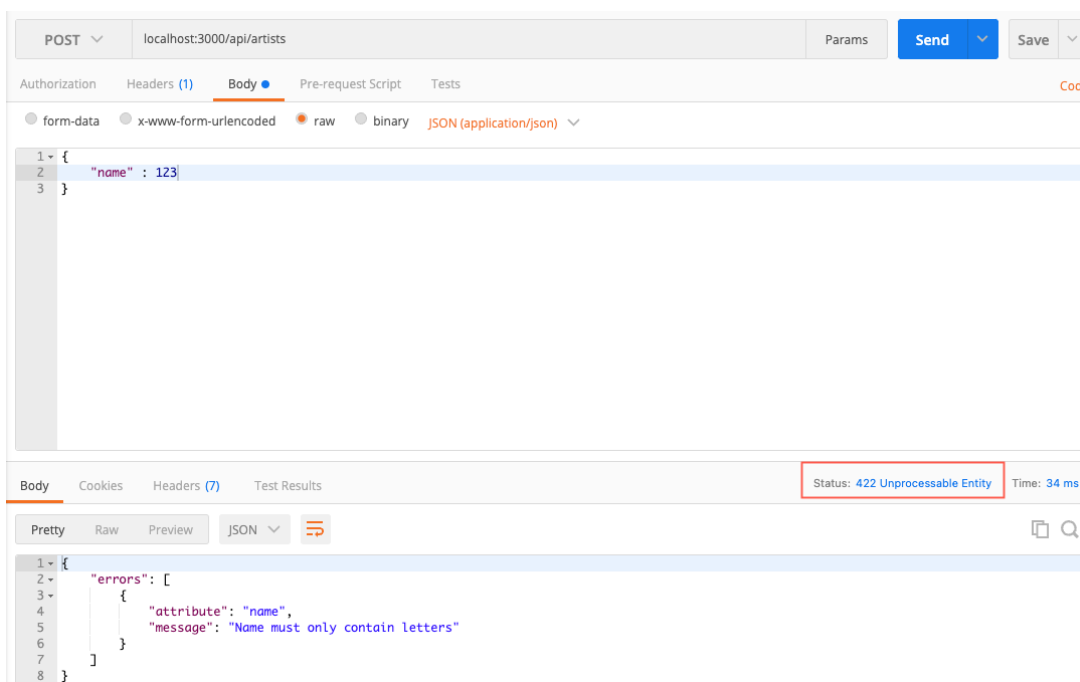 POST localhost:3000/api/artists Params Send Save
Authorization Headers (1) Body Pre-request Script Tests
form-data x-www-form-urlencoded raw binary JSON (application/json)
1 {
2 "name" : 123
3 }
Body Cookies Headers (7) Test Results Status: 422 Unprocessable Entity Time: 34 ms
Pretty Raw Preview JSON
1 {
2 "errors": [
3 {
4 "attribute": "name",
5 "message": "Name must only contain letters"
6 }
7 ]
8 }